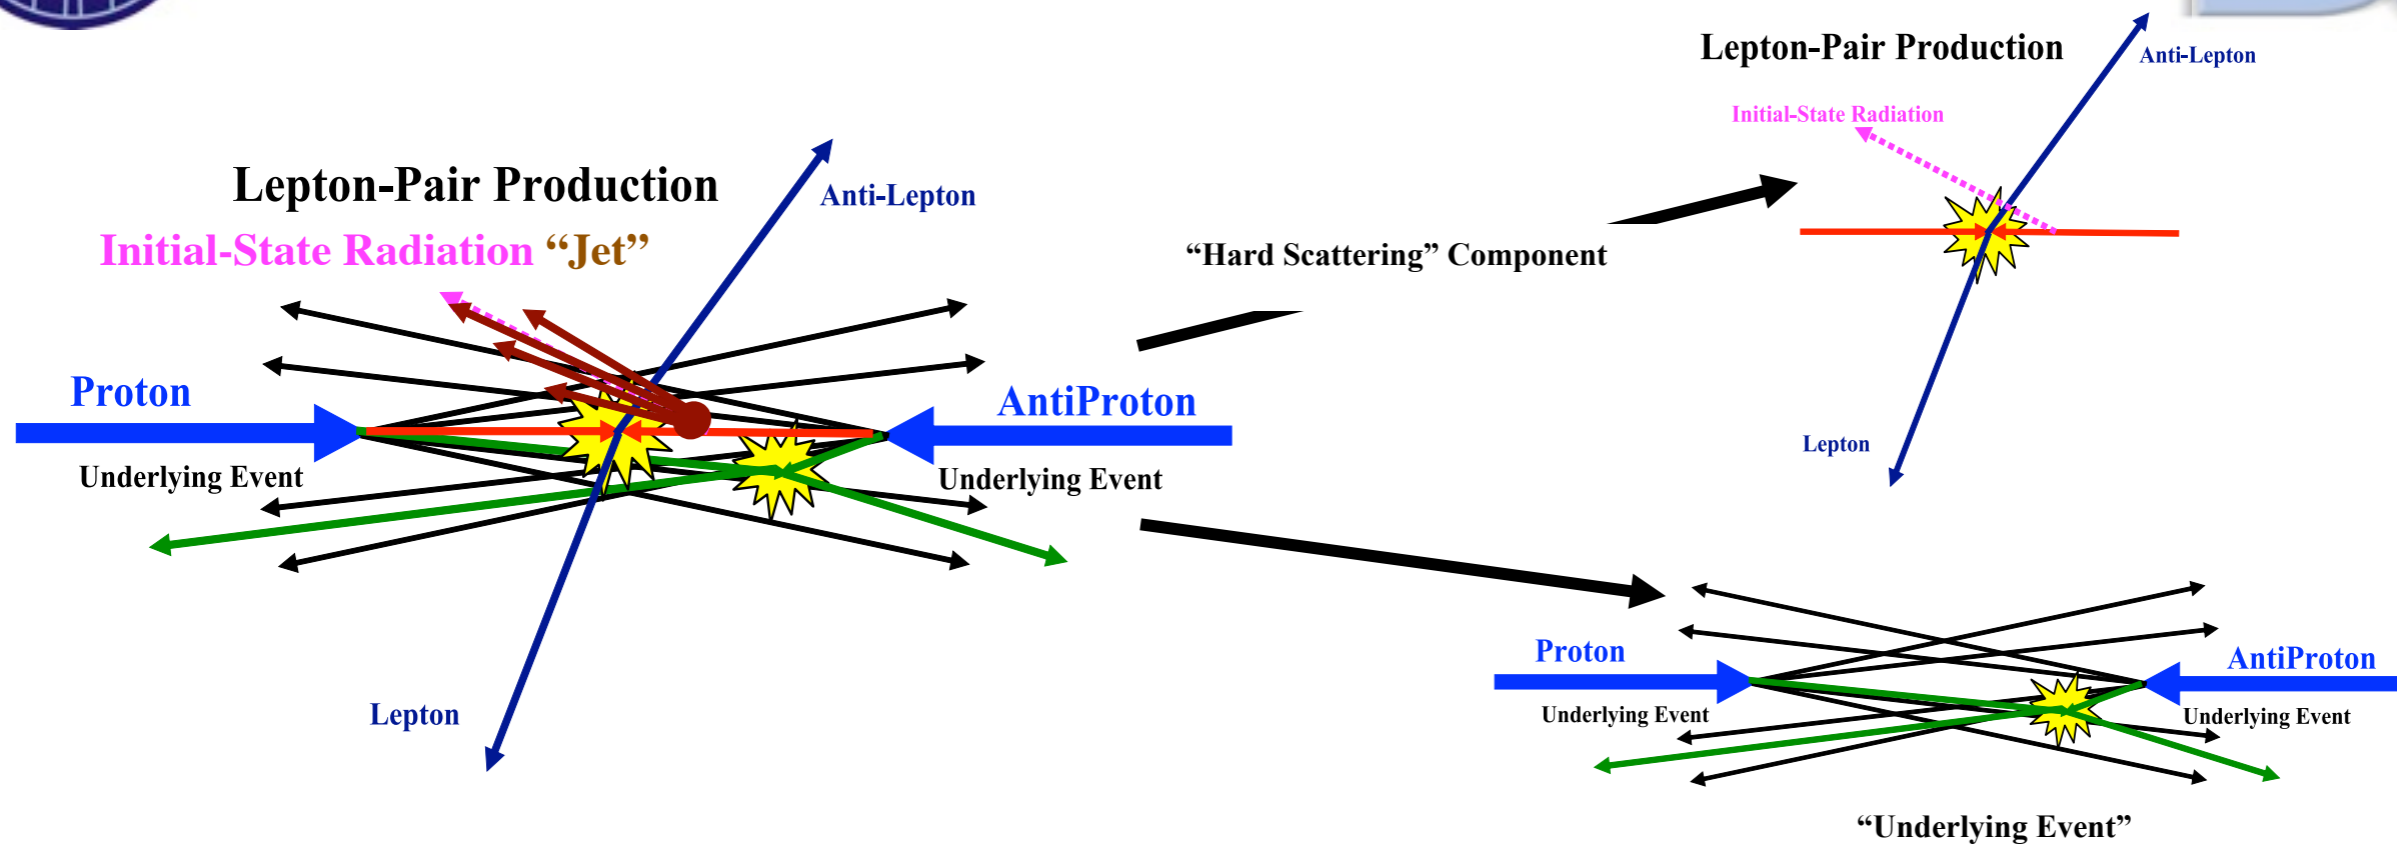 Lepton-Pair Production
Anti-Lepton
Initial-State Radiation “Jet”
Proton
AntiProton
Underlying Event
Underlying Event
Lepton
“Hard Scattering” Component
Lepton-Pair Production
Anti-Lepton
Initial-State Radiation
Lepton
Proton
AntiProton
Underlying Event
Underlying Event
“Underlying Event”